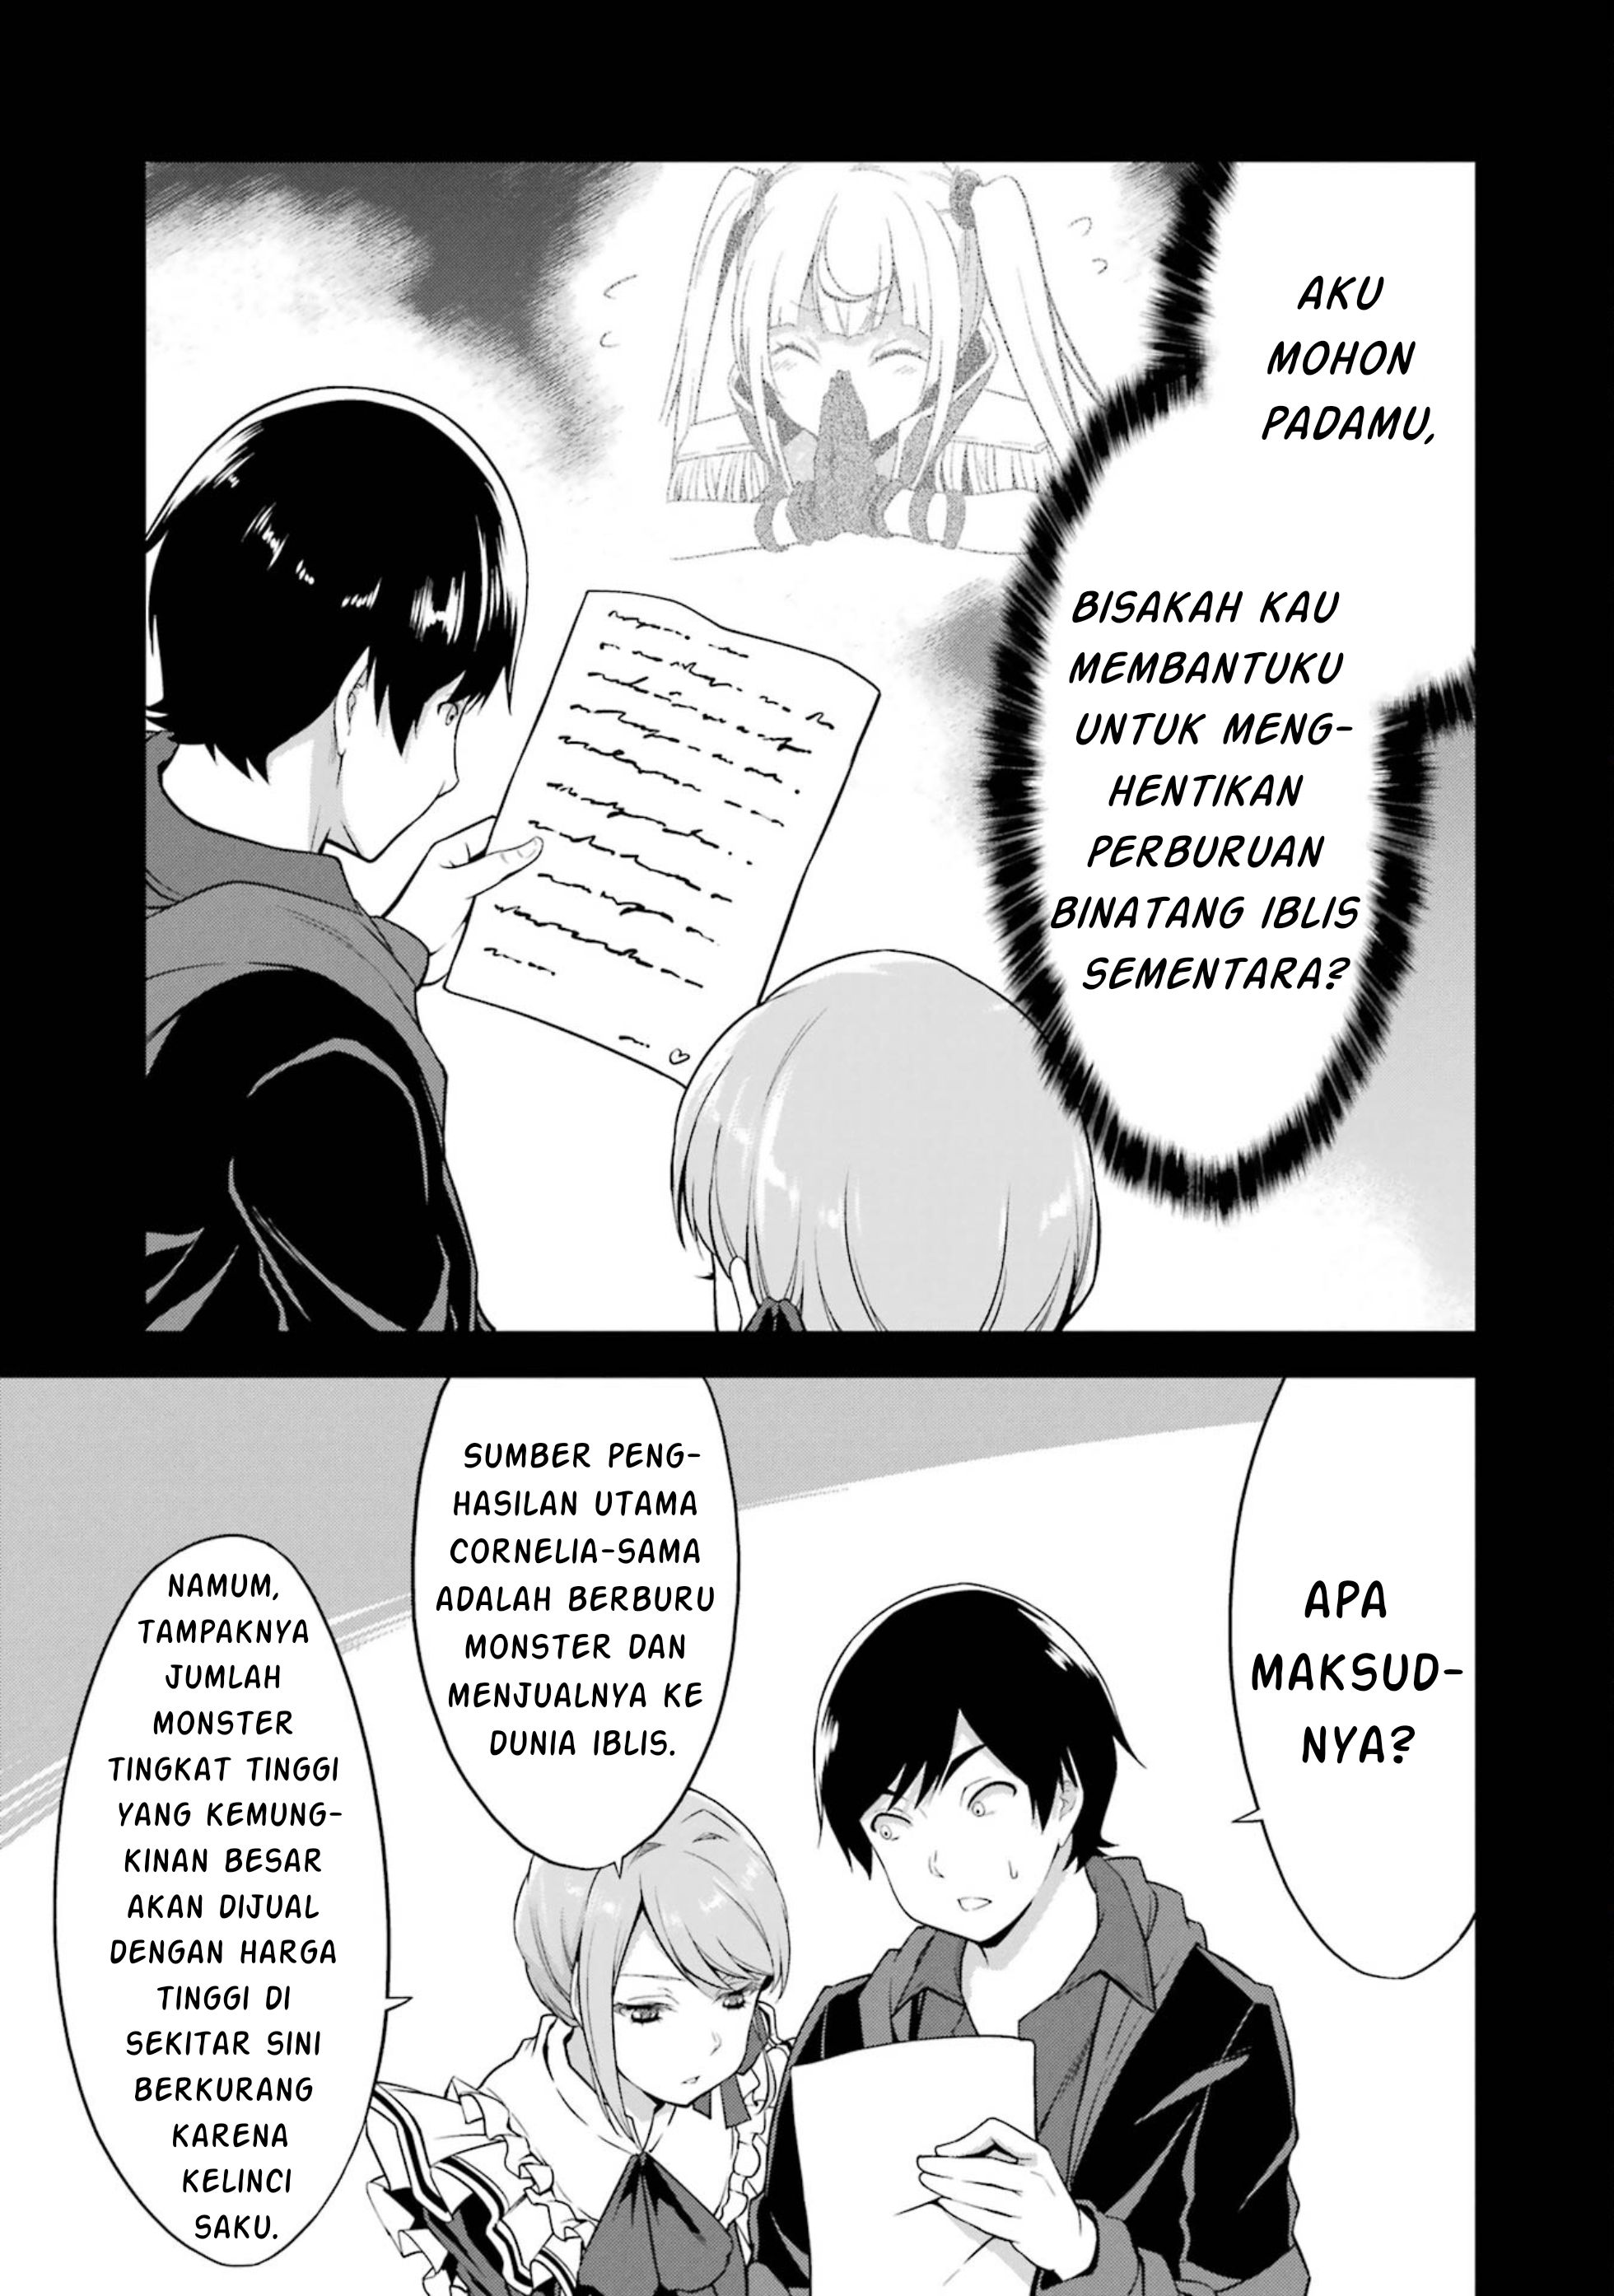 AKU
MOHON
PADAMU,
BISAKAH KAU
MEMBANTUKU
UNTUK MENG-
HENTIKAN
PERBURUAN
BINATANG IBLIS
SEMENTARA?
APA
MAKSUD-
NYA?
SUMBER PENG-
HASILAN UTAMA
CORNELIA-SAMA
ADALAH BERBURU
MONSTER DAN
MENJUALNYA KE
DUNIA IBLIS.
NAMUM,
TAMPAKNYA
JUMLAH
MONSTER
TINGKAT TINGGI
YANG KEMUNG-
KINAN BESAR
AKAN DIJUAL
DENGAN HARGA
TINGGI DI
SEKITAR SINI
BERKURANG
KARENA
KELINCI
SAKU.